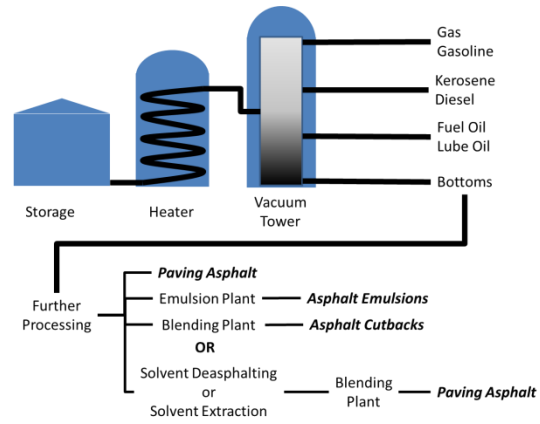 Gas
Gasoline
Kerosene
Diesel
Fuel Oil
Lube Oil
Bottoms
Storage
Heater
Vacuum
Tower
Further
Processing
Paving Asphalt
Emulsion Plant
Asphalt Emulsions
Blending Plant
Asphalt Cutbacks
OR
Solvent Deasphalting
or
Solvent Extraction
Blending
Plant
Paving Asphalt